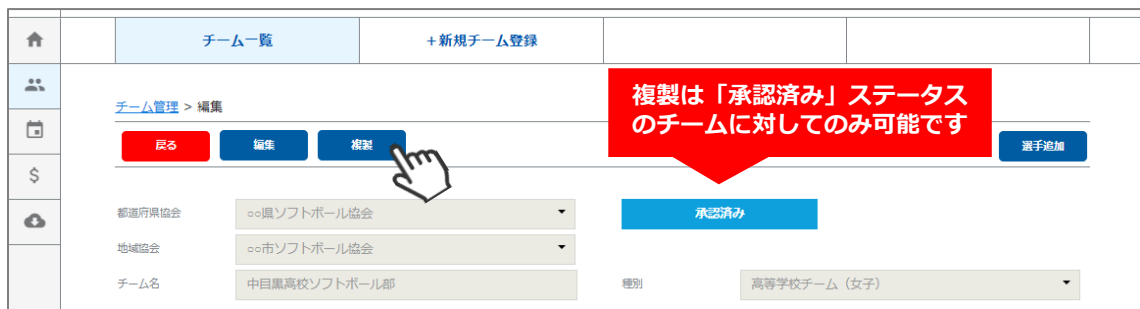 チーム一覧
+新規チーム登録
複製は「承認済み」ステータス
のチームに対してのみ可能です
チーム管理 > 編集
戻る
編集
複製
選手追加
$
都道府県協会
○○県ソフトボール協会
承認済み
地域協会
○○市ソフトボール協会
チーム名
中目黒高校ソフトボール部
種別
高等学校チーム（女子）